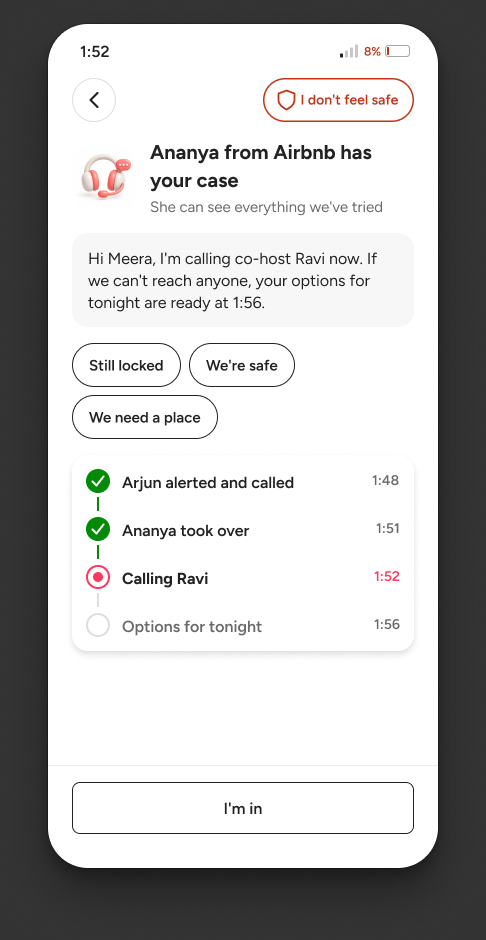 1:52
8%
I don't feel safe
Ananya from Airbnb has
your case
She can see everything we've tried
Hi Meera, I'm calling co-host Ravi now. If
we can't reach anyone, your options for
tonight are ready at 1:56.
Still locked
We're safe
We need a place
Arjun alerted and called 1:48
Ananya took over 1:51
Calling Ravi 1:52
Options for tonight 1:56
I'm in